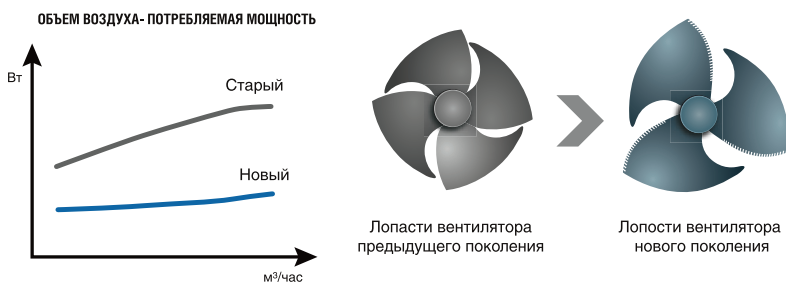 ОБЪЕМ ВОЗДУХА- ПОТРЕБЛЯЕМАЯ МОЩНОСТЬ
Вт
Старый
Новый
м³/час
Лопасти вентилятора
предыдущего поколения
Лопости вентилятора
нового поколения